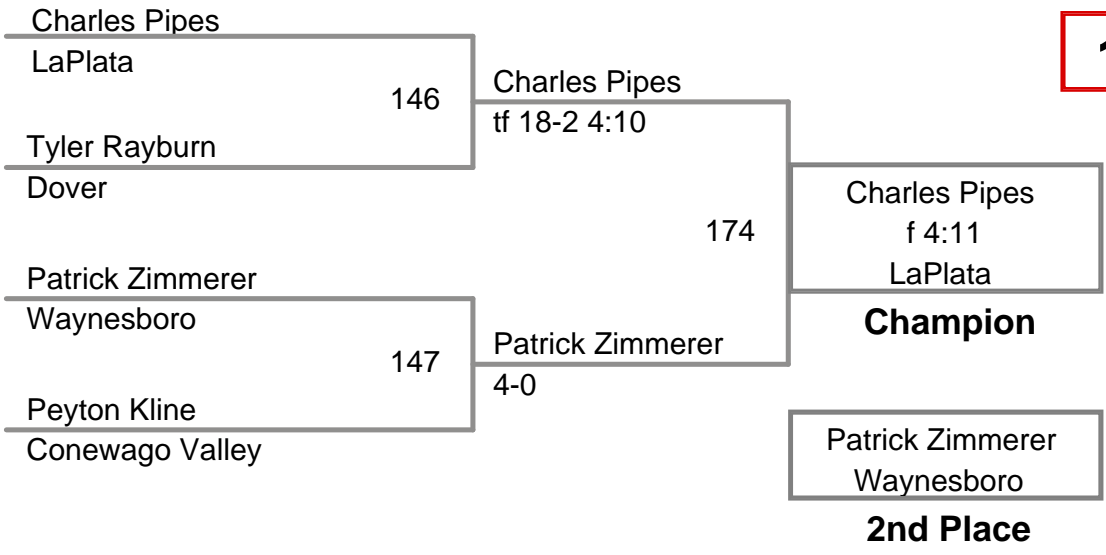 Charles Pipes
LaPlata
146
Charles Pipes
tf 18-2 4:10
Tyler Rayburn
Dover
174
Charles Pipes
f 4:11
LaPlata
Champion
Patrick Zimmerer
Waynesboro
147
Patrick Zimmerer
4-0
Peyton Kline
Conewago Valley
Patrick Zimmerer
Waynesboro
2nd Place